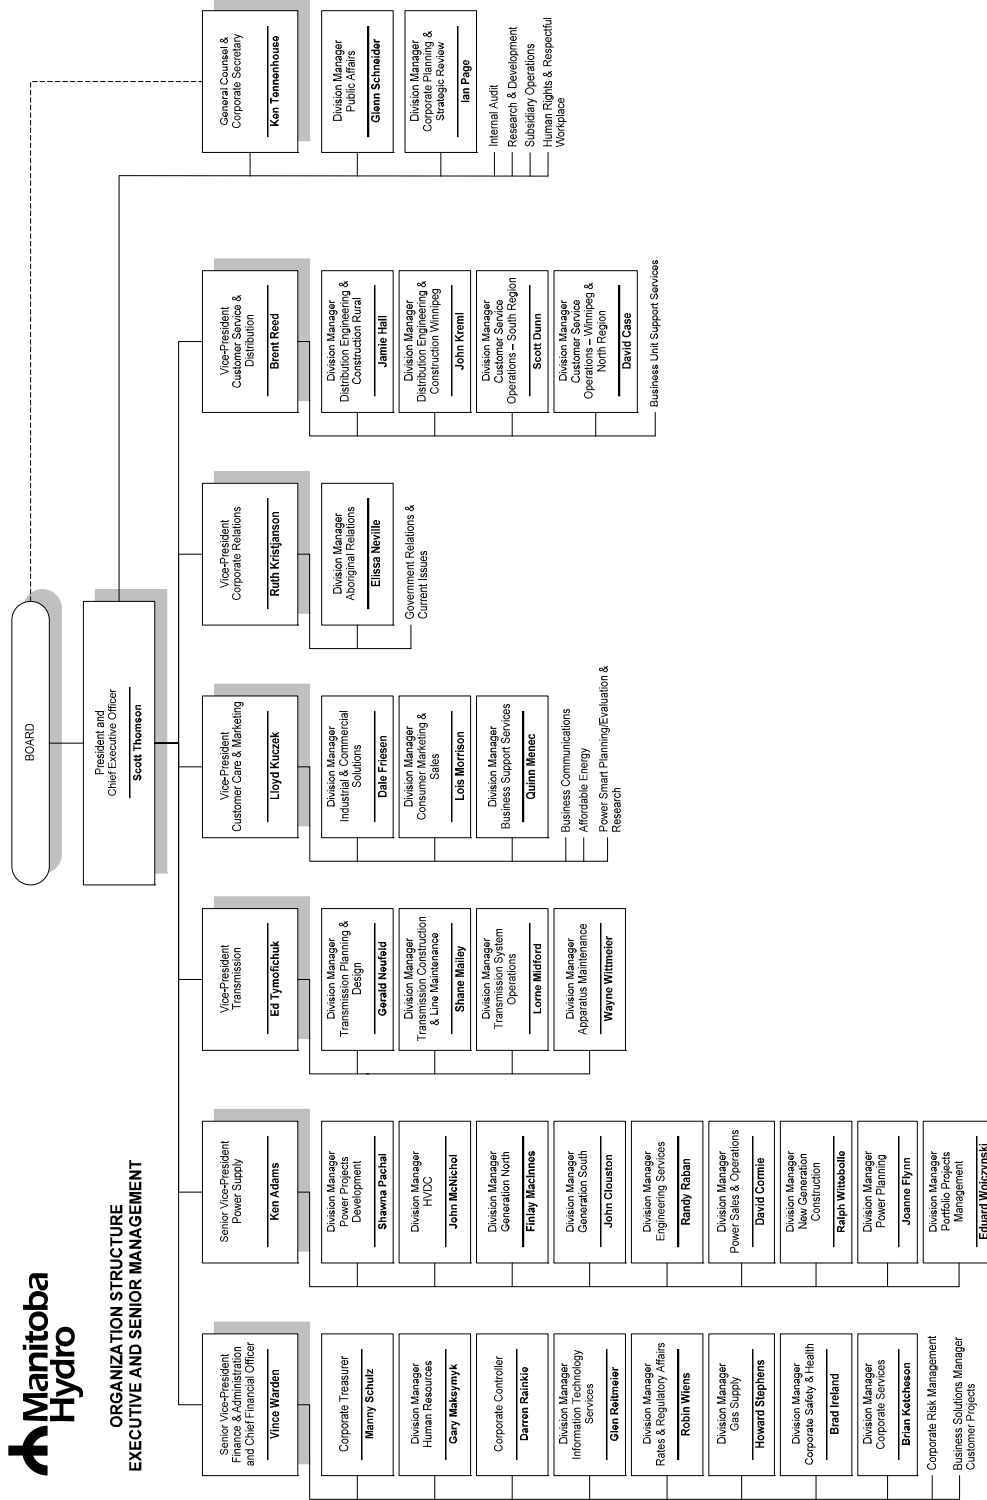 Manitoba
Hydro
ORGANIZATION STRUCTURE
EXECUTIVE AND SENIOR MANAGEMENT
BOARD
President and
Chief Executive Officer
Scott Thomson
Senior Vice-President
Finance & Administration
and Chief Financial Officer
Vince Warden
Corporate Treasurer
Manny Schulz
Division Manager
Human Resources
Gary Maksymyk
Corporate Controller
Darren Rainkie
Division Manager
Information Technology
Services
Glen Reitmeier
Division Manager
Rates & Regulatory Affairs
Robin Wiens
Division Manager
Gas Supply
Howard Stephens
Division Manager
Corporate Safety & Health
Brad Ireland
Division Manager
Corporate Services
Brian Ketcheson
Corporate Risk Management
Business Solutions Manager
Customer Projects
Senior Vice-President
Power Supply
Ken Adams
Division Manager
Power Projects
Development
Shawna Pachal
Division Manager
HVDC
John McNichol
Division Manager
Generation North
Finlay MacInnes
Division Manager
Generation South
John Clouston
Division Manager
Engineering Services
Randy Raban
Division Manager
Power Sales & Operations
David Cormie
Division Manager
New Generation
Construction
Ralph Wittebolle
Division Manager
Power Planning
Joanne Flynn
Division Manager
Portfolio Projects
Management
Eduard Wojczynski
Vice-President
Transmission
Ed Tymofichuk
Division Manager
Transmission Planning &
Design
Gerald Neufeld
Division Manager
Transmission Construction
& Line Maintenance
Shane Mailey
Division Manager
Transmission System
Operations
Lorne Midford
Division Manager
Apparatus Maintenance
Wayne Wittmeier
Vice-President
Customer Care & Marketing
Lloyd Kuczek
Division Manager
Industrial & Commercial
Solutions
Dale Friesen
Division Manager
Consumer Marketing &
Sales
Lois Morrison
Division Manager
Business Support Services
Quinn Menec
Business Communications
Affordable Energy
Power Smart Planning/Evaluation &
Research
Vice-President
Corporate Relations
Ruth Kristjanson
Division Manager
Aboriginal Relations
Elissa Neville
Government Relations &
Current Issues
Vice-President
Customer Service &
Distribution
Brent Reed
Division Manager
Distribution Engineering &
Construction Rural
Jamie Hall
Division Manager
Distribution Engineering &
Construction Winnipeg
John Kreml
Division Manager
Customer Service
Operations – South Region
Scott Dunn
Division Manager
Customer Service
Operations – Winnipeg &
North Region
David Case
Business Unit Support Services
General Counsel &
Corporate Secretary
Ken Tennenhouse
Division Manager
Public Affairs
Glenn Schneider
Division Manager
Corporate Planning &
Strategic Review
Ian Page
Internal Audit
Research & Development
Subsidiary Operations
Human Rights & Respectful
Workplace